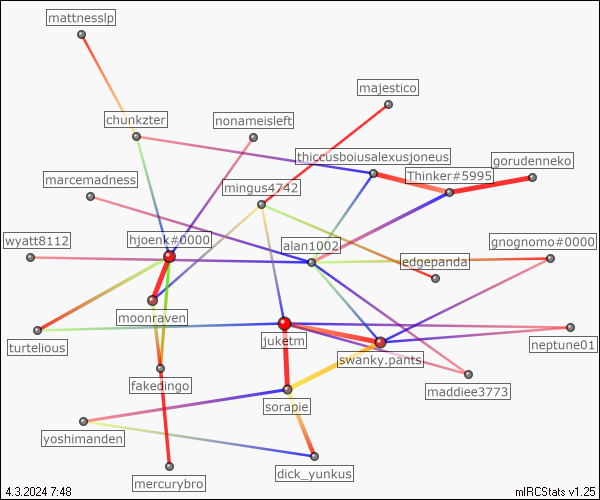 mattnesslp
majestico
chunkzter
nonameisleft
thiccusboiusalexusjoneus
gorudenneko
Thinker#5995
marcemadness
mingus4742
wyatt8112
hjoenk#0000
alan1002
gnognomo#0000
edgepanda
moonraven
turtelious
juketm
neptune01
swanky.pants
fakedingo
maddiee3773
sorapie
yoshimanden
dick_yunkus
mercurybro
4.3.2024 7:48
mIRCStats v1.25